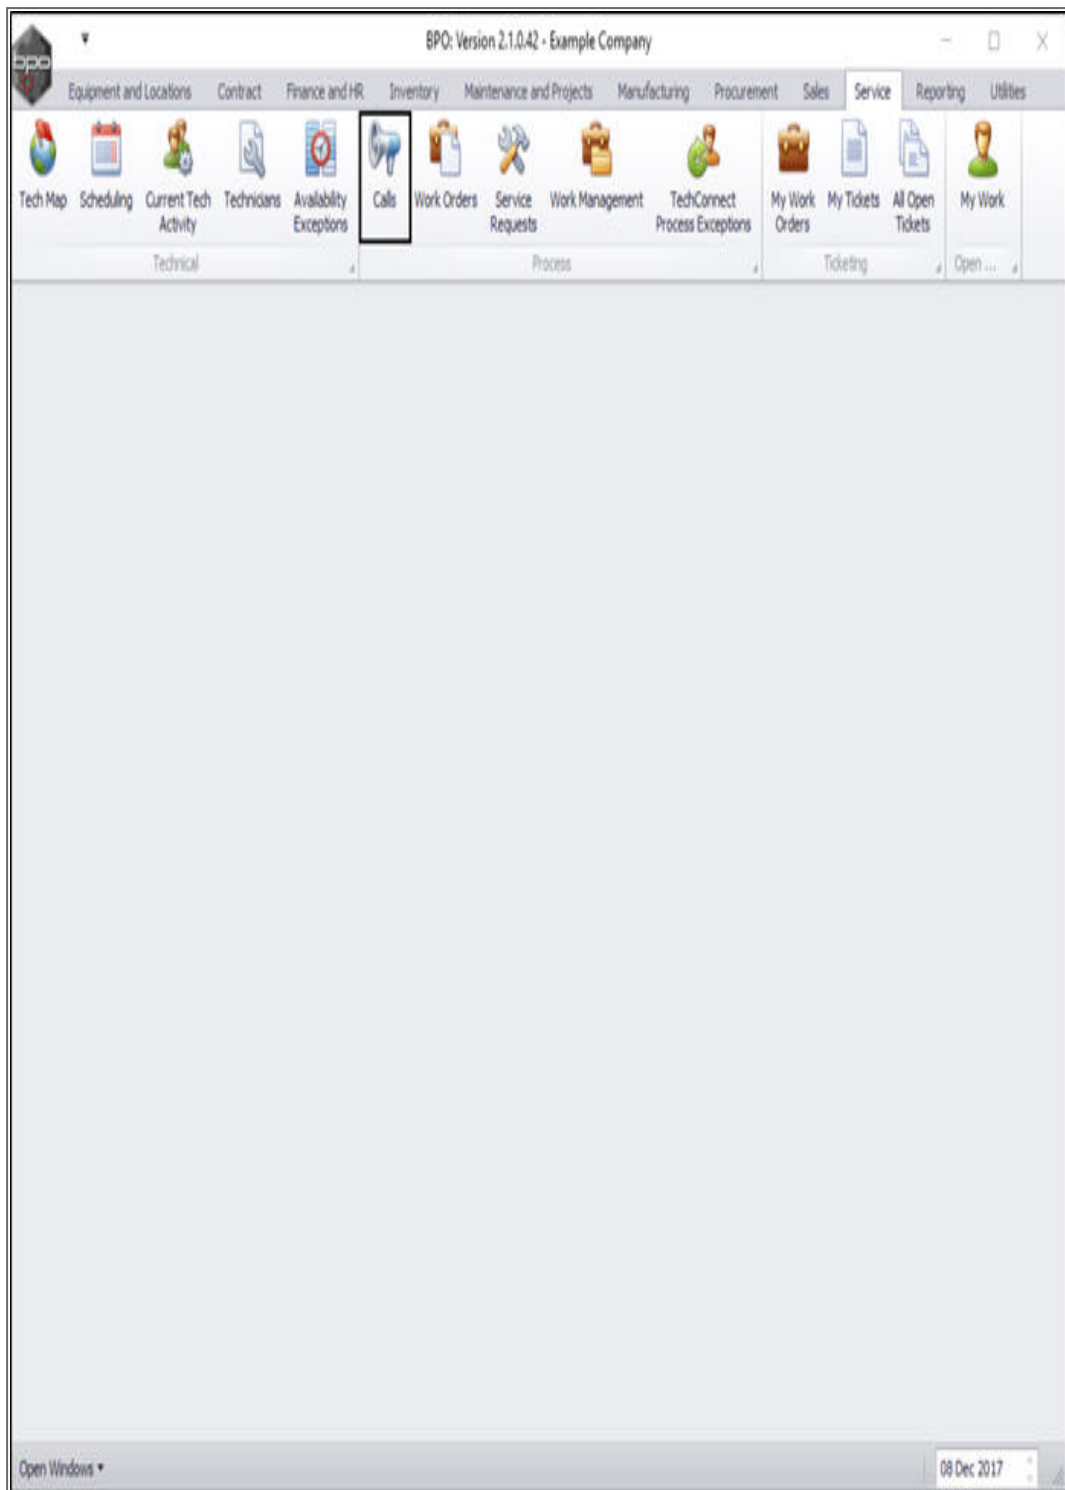 BPO: Version 2.1.0.42 - Example Company
bpo
Equipment and Locations Contract Finance and HR Inventory Maintenance and Projects Manufacturing Procurement Sales Service Reporting Utilities
Tech Map Scheduling Current Tech Activity Technicians Availability Exceptions Calls Work Orders Service Requests Work Management TechConnect Process Exceptions My Work Orders My Tickets All Open Tickets My Work
Technical Process Ticketing Open ...
Open Windows 08 Dec 2017